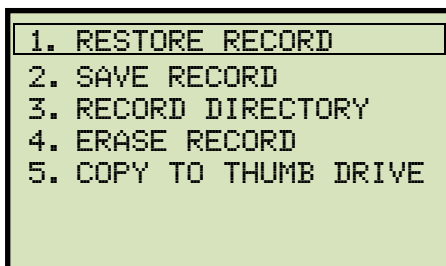 1. RESTORE RECORD
2. SAVE RECORD
3. RECORD DIRECTORY
4. ERASE RECORD
5. COPY TO THUMB DRIVE